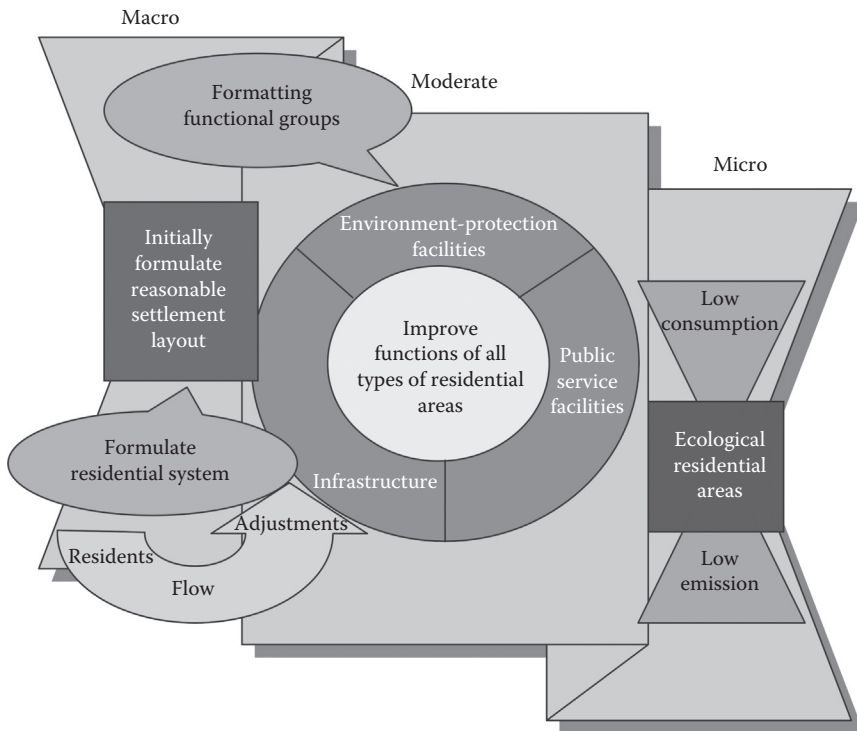 Macro
Formatting
functional groups
Moderate
Micro
Initially
formulate
reasonable
settlement
layout
Environment-protection
facilities
Improve
functions of all
types of residential
areas
Public
service
facilities
Low
consumption
Formulate
residential system
Infrastructure
Ecological
residential
areas
Adjustments
Residents
Flow
Low
emission